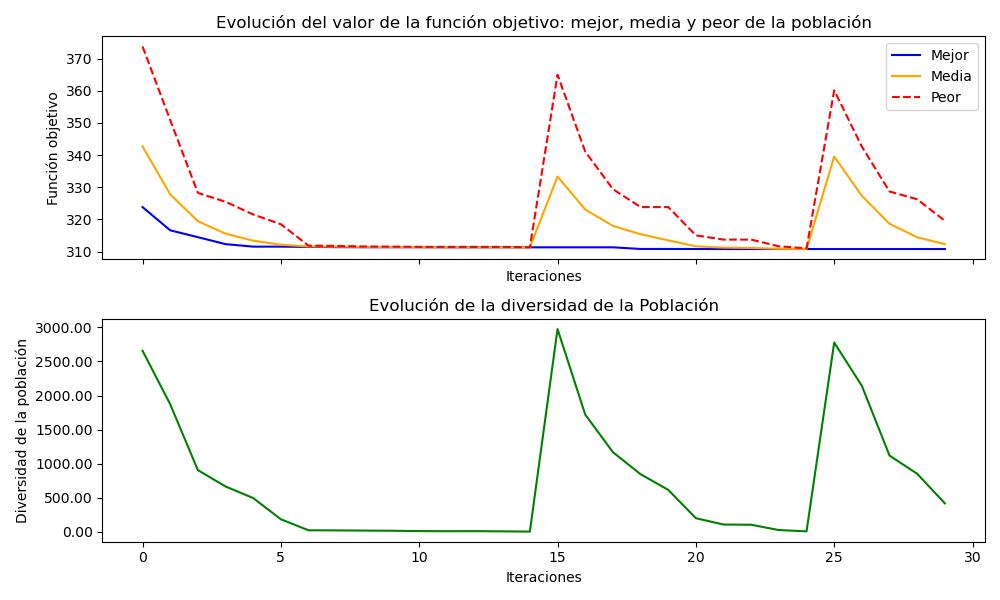 Evolución del valor de la función objetivo: mejor, media y peor de la población
Función objetivo
370
360
350
340
330
320
310
Mejor
Media
Peor
Iteraciones
Evolución de la diversidad de la Población
Diversidad de la población
3000.00
2500.00
2000.00
1500.00
1000.00
500.00
0.00
0 5 10 15 20 25 30
Iteraciones